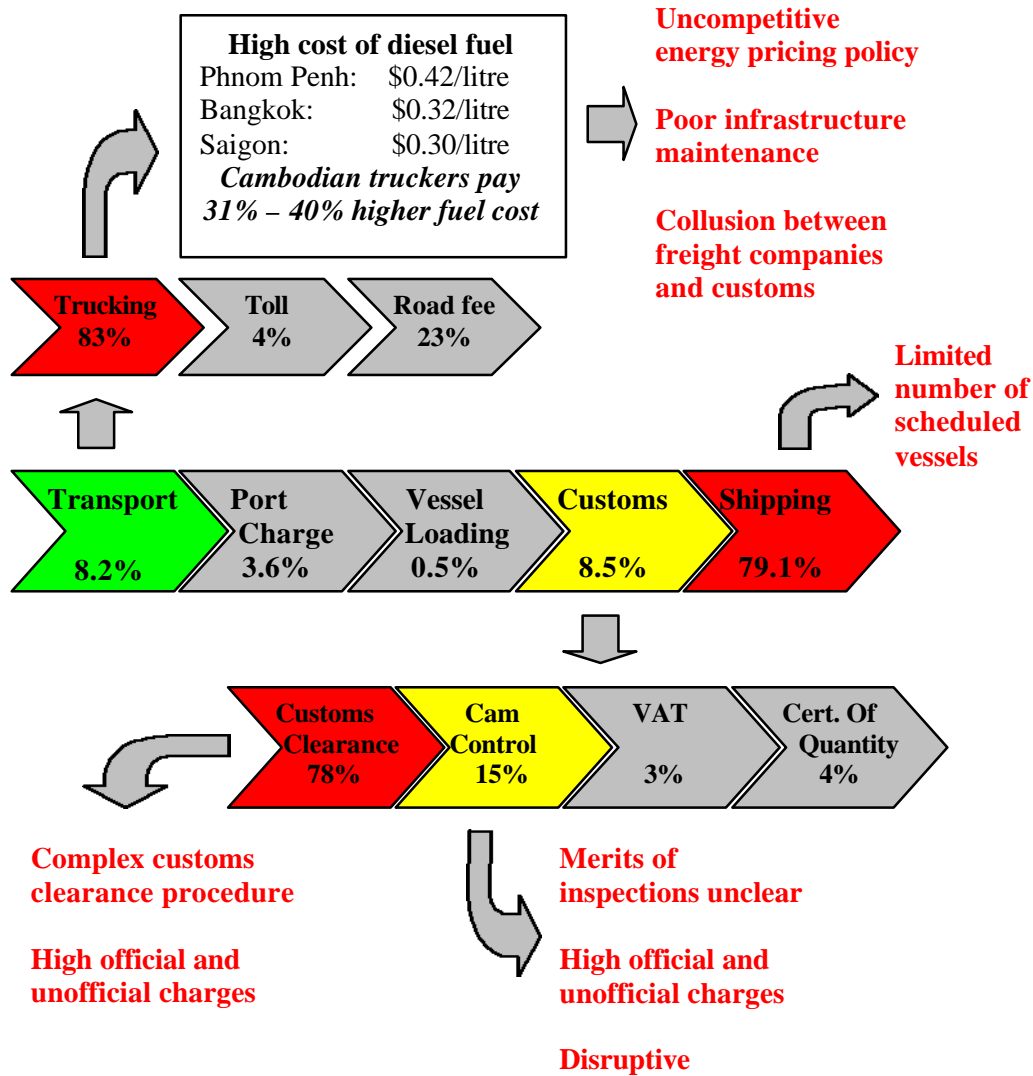 High cost of diesel fuel
Phnom Penh: $0.42/litre
Bangkok: $0.32/litre
Saigon: $0.30/litre
Cambodian truckers pay
31% – 40% higher fuel cost
Uncompetitive
energy pricing policy
Poor infrastructure
maintenance
Collusion between
freight companies
and customs
Trucking
83%
Toll
4%
Road fee
23%
Limited
number of
scheduled
vessels
Transport
8.2%
Port
Charge
3.6%
Vessel
Loading
0.5%
Customs
8.5%
Shipping
79.1%
Customs
Clearance
78%
Cam
Control
15%
VAT
3%
Cert. Of
Quantity
4%
Complex customs
clearance procedure
High official and
unofficial charges
Merits of
inspections unclear
High official and
unofficial charges
Disruptive